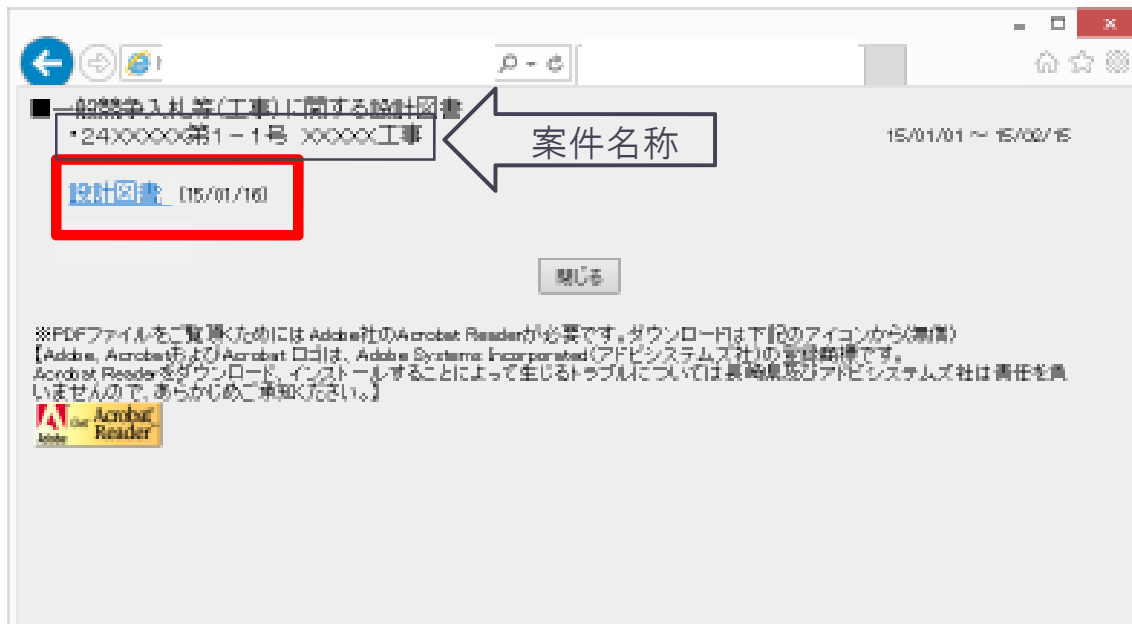 ■一般競争入札等(工事)に関する設計図書
・24XXXXXX第1-1号 XXXXXX工事
案件名称
15/01/01 ～ 15/02/15
設計図書 (15/01/16)
閉じる
※PDFファイルをご覧頂くためにはAdobe社のAcrobat Readerが必要です。ダウンロードは下記のアイコンから(無償)
【Adobe, AcrobatおよびAcrobat ロゴは、Adobe Systems Incorporated(アドビシステムズ社)の登録商標です。
Acrobat Readerをダウンロード、インストールすることによって生じるトラブルについては長崎県及びアドビシステムズ社は責任を負
いませんので、あらかじめご承知ください。】
Get Acrobat
Adobe Reader